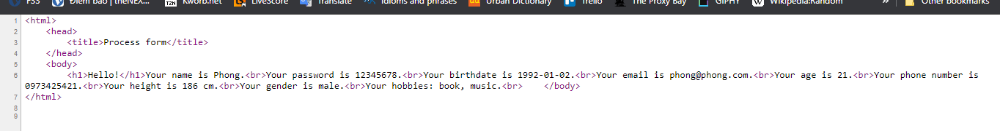 FSS Điểm báo | theNEX... T2N Kworb.net LiveScore Translate Idioms and phrases ud Urban Dictionary Trello The Proxy Bay GIPHY W Wikipedia:Random » Other bookmarks
1 <html>
2     <head>
3         <title>Process form</title>
4     </head>
5     <body>
6         <h1>Hello!</h1>Your name is Phong.<br>Your password is 12345678.<br>Your birthdate is 1992-01-02.<br>Your email is phong@phong.com.<br>Your age is 21.<br>Your phone number is
0973425421.<br>Your height is 186 cm.<br>Your gender is male.<br>Your hobbies: book, music.<br>    </body>
7 </html>
8
9